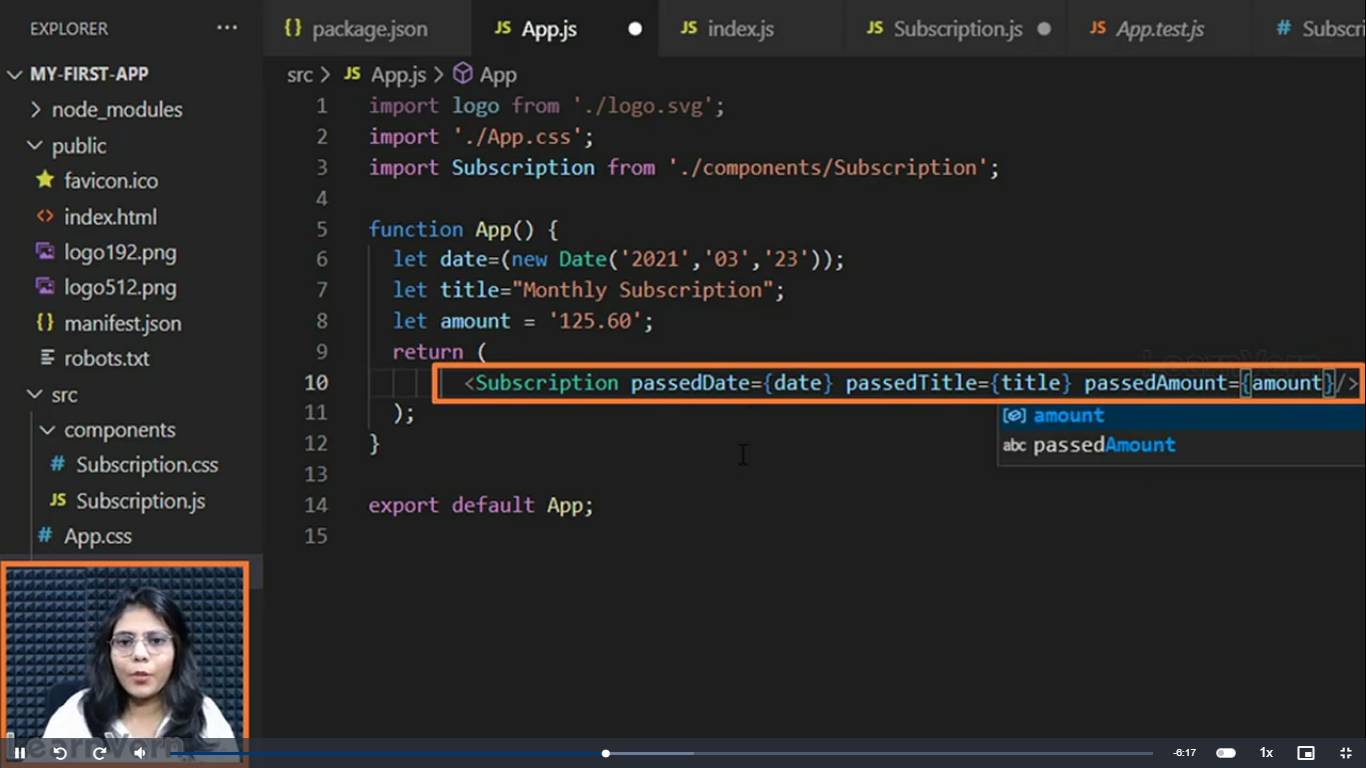 EXPLORER
package.json
App.js
index.js
Subscription.js
App.test.js
MY-FIRST-APP
node_modules
public
favicon.ico
index.html
logo192.png
logo512.png
manifest.json
robots.txt
src
components
Subscription.css
Subscription.js
App.css
src > JS App.js > App
1 import logo from './logo.svg';
2 import './App.css';
3 import Subscription from './components/Subscription';
4
5 function App() {
6 let date=(new Date('2021','03','23'));
7 let title="Monthly Subscription";
8 let amount = '125.60';
9 return (
10 <Subscription passedDate={date} passedTitle={title} passedAmount={amount}/>
11 );
12 }
13
14 export default App;
15
amount
abc passedAmount
-6:17
1x